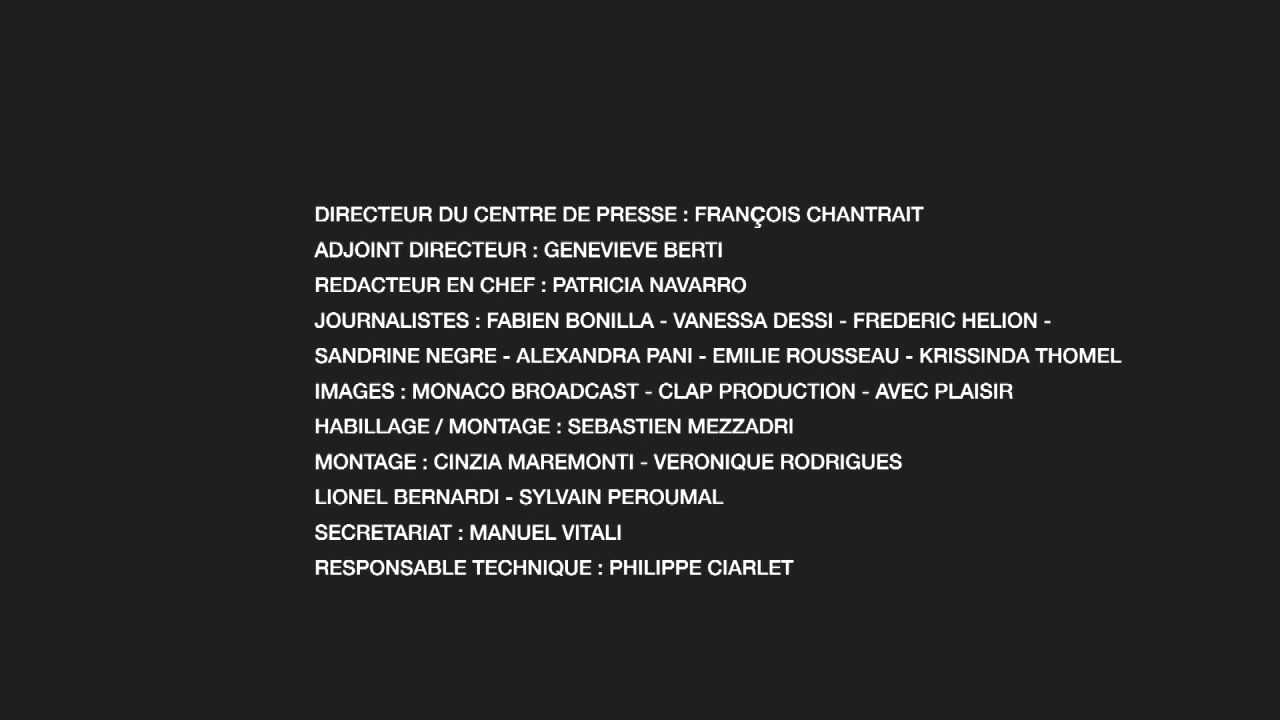 DIRECTEUR DU CENTRE DE PRESSE : FRANÇOIS CHANTRAIT
ADJOINT DIRECTEUR : GENEVIEVE BERTI
REDACTEUR EN CHEF : PATRICIA NAVARRO
JOURNALISTES : FABIEN BONILLA - VANESSA DESSI - FREDERIC HELION -
SANDRINE NEGRE - ALEXANDRA PANI - EMILIE ROUSSEAU - KRISSINDA THOMEL
IMAGES : MONACO BROADCAST - CLAP PRODUCTION - AVEC PLAISIR
HABILLAGE / MONTAGE : SEBASTIEN MEZZADRI
MONTAGE : CINZIA MAREMONTI - VERONIQUE RODRIGUES
LIONEL BERNARDI - SYLVAIN PEROUMAL
SECRETARIAT : MANUEL VITALI
RESPONSABLE TECHNIQUE : PHILIPPE CIARLET